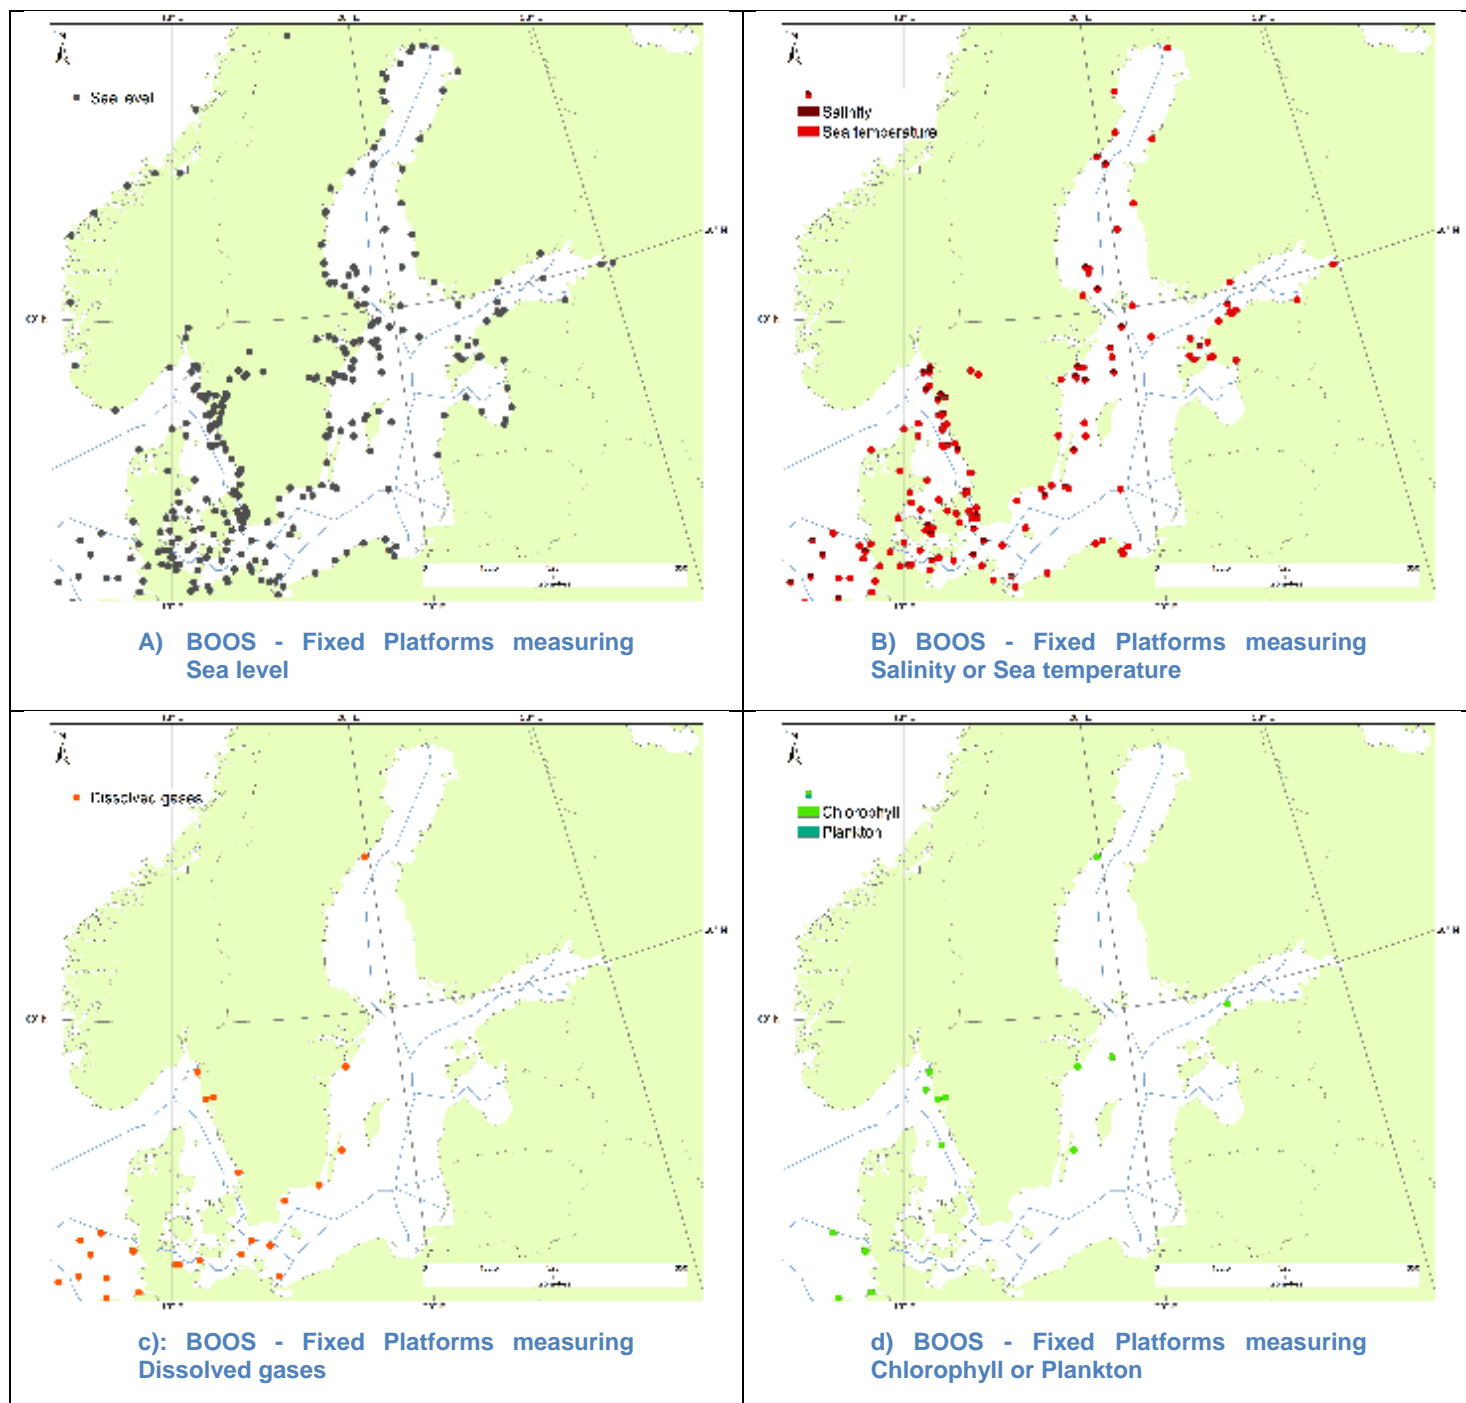 Sea level
A) BOOS - Fixed Platforms measuring
Sea level
Salinity
Sea temperature
B) BOOS - Fixed Platforms measuring
Salinity or Sea temperature
Dissolved gases
c): BOOS - Fixed Platforms measuring
Dissolved gases
Chlorophyll
Plankton
d) BOOS - Fixed Platforms measuring
Chlorophyll or Plankton